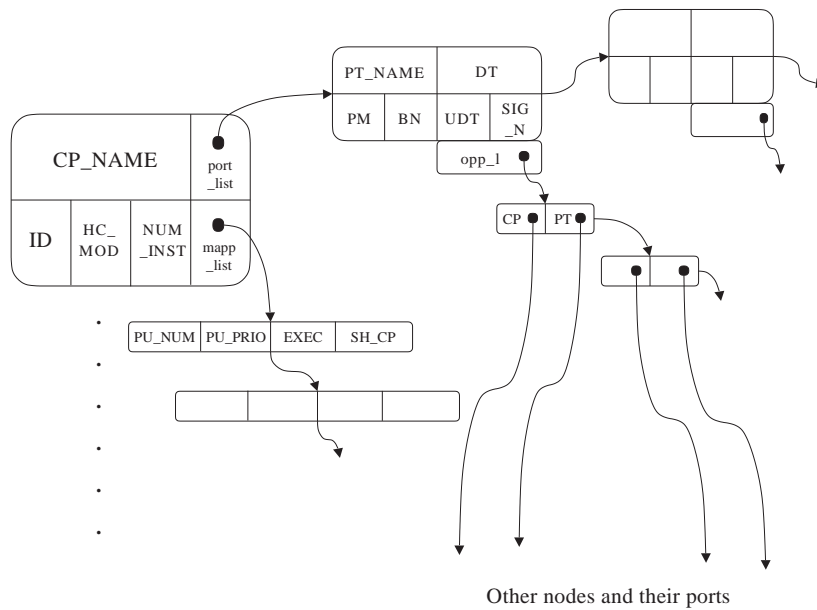 PT_NAME DT
PM BN UDT SIG
_N
opp_l
CP_NAME
port
_list
ID HC_
MOD NUM
_INST mapp
_list
CP PT
PU_NUM PU_PRIO EXEC SH_CP
Other nodes and their ports